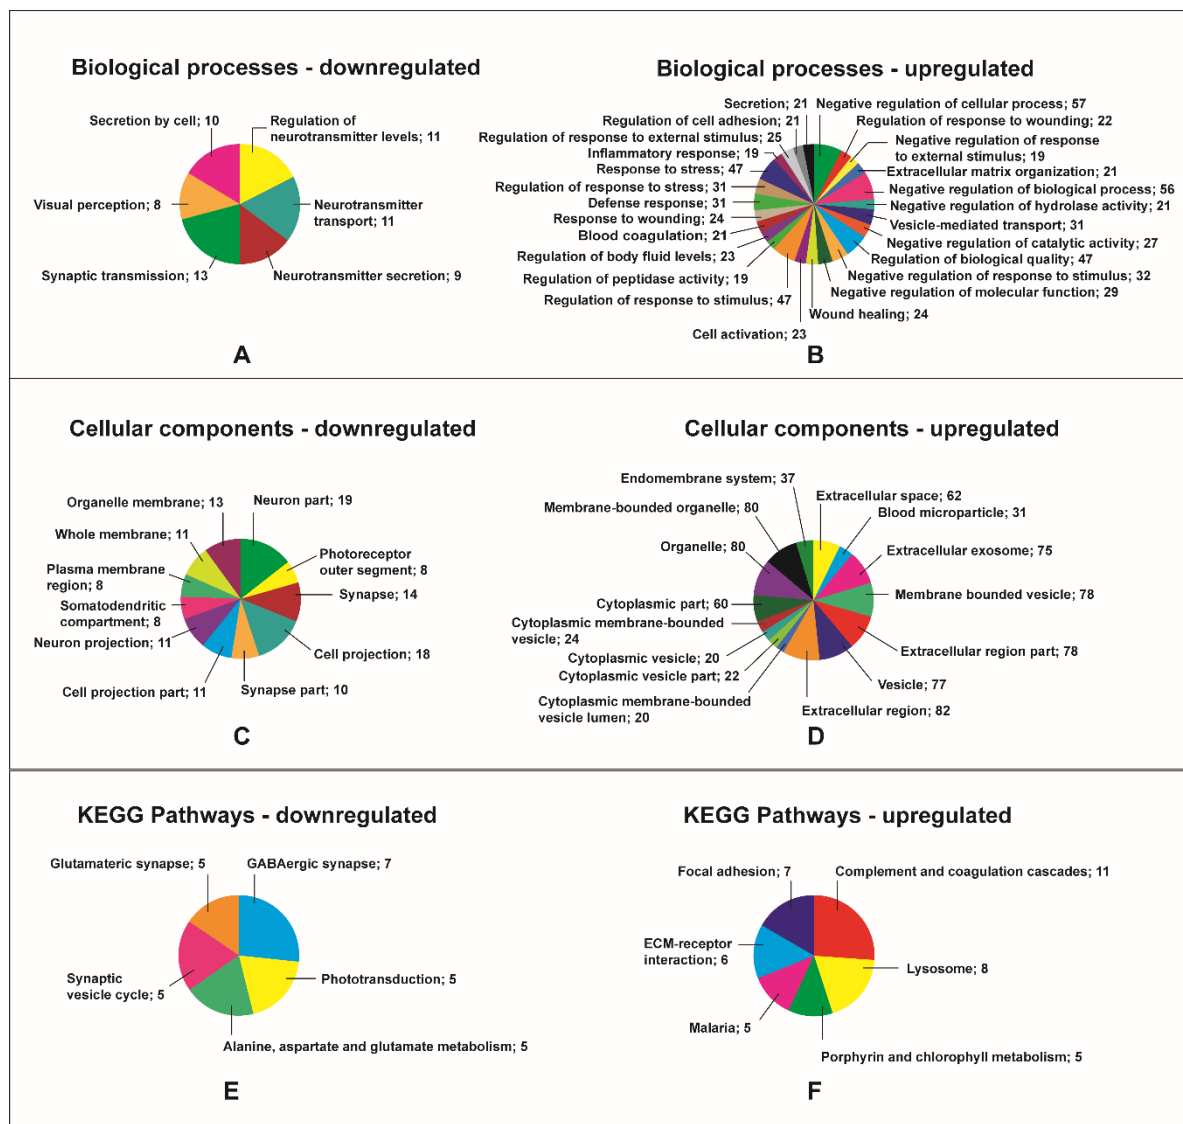 Biological processes - downregulated
Secretion by cell; 10
Regulation of
neurotransmitter levels; 11
Visual perception; 8
Neurotransmitter
transport; 11
Synaptic transmission; 13
Neurotransmitter secretion; 9
A
Biological processes - upregulated
Secretion; 21
Negative regulation of cellular process; 57
Regulation of cell adhesion; 21
Regulation of response to wounding; 22
Regulation of response to external stimulus; 25
Negative regulation of response
to external stimulus; 19
Inflammatory response; 19
Response to stress; 47
Extracellular matrix organization; 21
Regulation of response to stress; 31
Negative regulation of biological process; 56
Defense response; 31
Negative regulation of hydrolase activity; 21
Response to wounding; 24
Vesicle-mediated transport; 31
Blood coagulation; 21
Negative regulation of catalytic activity; 27
Regulation of body fluid levels; 23
Regulation of biological quality; 47
Regulation of peptidase activity; 19
Negative regulation of response to stimulus; 32
Regulation of response to stimulus; 47
Negative regulation of molecular function; 29
Wound healing; 24
Cell activation; 23
B
Cellular components - downregulated
Organelle membrane; 13
Neuron part; 19
Whole membrane; 11
Photoreceptor
outer segment; 8
Plasma membrane
region; 8
Synapse; 14
Somatodendritic
compartment; 8
Neuron projection; 11
Cell projection; 18
Cell projection part; 11
Synapse part; 10
C
Cellular components - upregulated
Endomembrane system; 37
Extracellular space; 62
Membrane-bounded organelle; 80
Blood microparticle; 31
Organelle; 80
Extracellular exosome; 75
Cytoplasmic part; 60
Membrane bounded vesicle; 78
Cytoplasmic membrane-bounded
vesicle; 24
Extracellular region part; 78
Cytoplasmic vesicle; 20
Cytoplasmic vesicle part; 22
Vesicle; 77
Cytoplasmic membrane-bounded
vesicle lumen; 20
Extracellular region; 82
D
KEGG Pathways - downregulated
Glutamateric synapse; 5
GABAergic synapse; 7
Synaptic
vesicle cycle; 5
Phototransduction; 5
Alanine, aspartate and glutamate metabolism; 5
E
KEGG Pathways - upregulated
Focal adhesion; 7
Complement and coagulation cascades; 11
ECM-receptor
interaction; 6
Lysosome; 8
Malaria; 5
Porphyrin and chlorophyll metabolism; 5
F